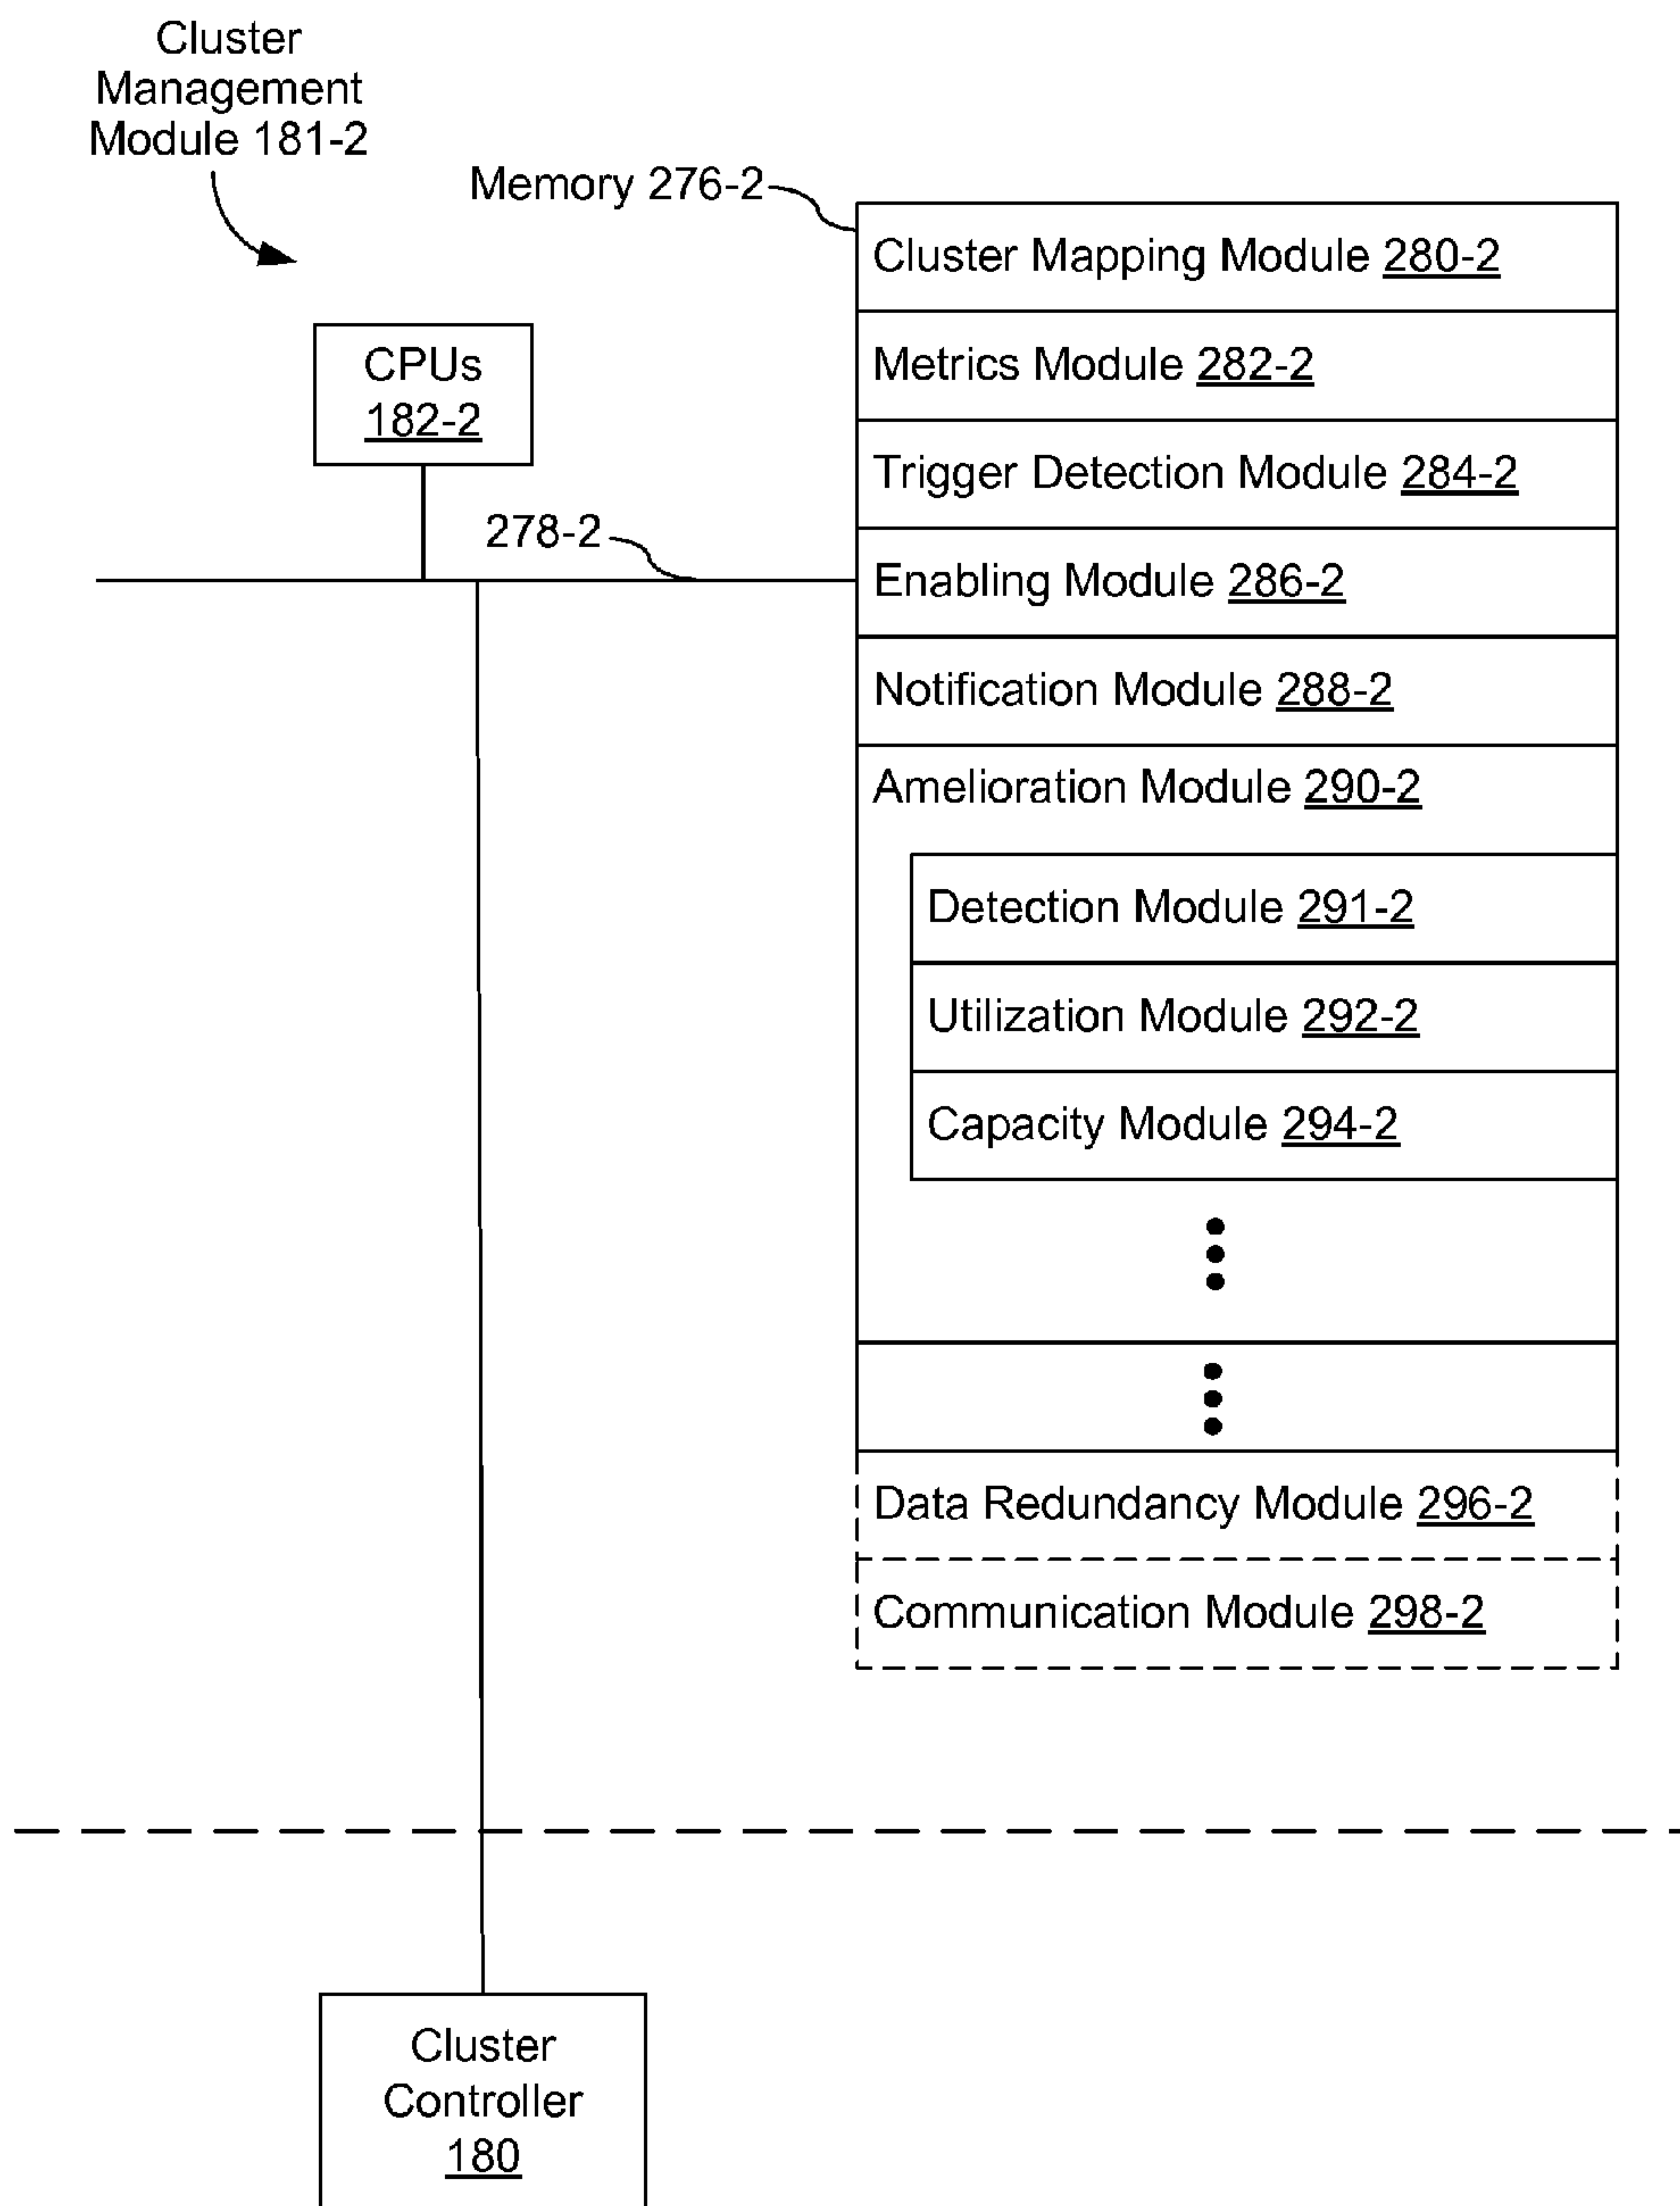 Cluster
Management
Module 181-2
Memory 276-2
Cluster Mapping Module 280-2
Metrics Module 282-2
CPUs
182-2
Trigger Detection Module 284-2
278-2
Enabling Module 286-2
Notification Module 288-2
Amelioration Module 290-2
Detection Module 291-2
Utilization Module 292-2
Capacity Module 294-2
Data Redundancy Module 296-2
Communication Module 298-2
Cluster
Controller
180